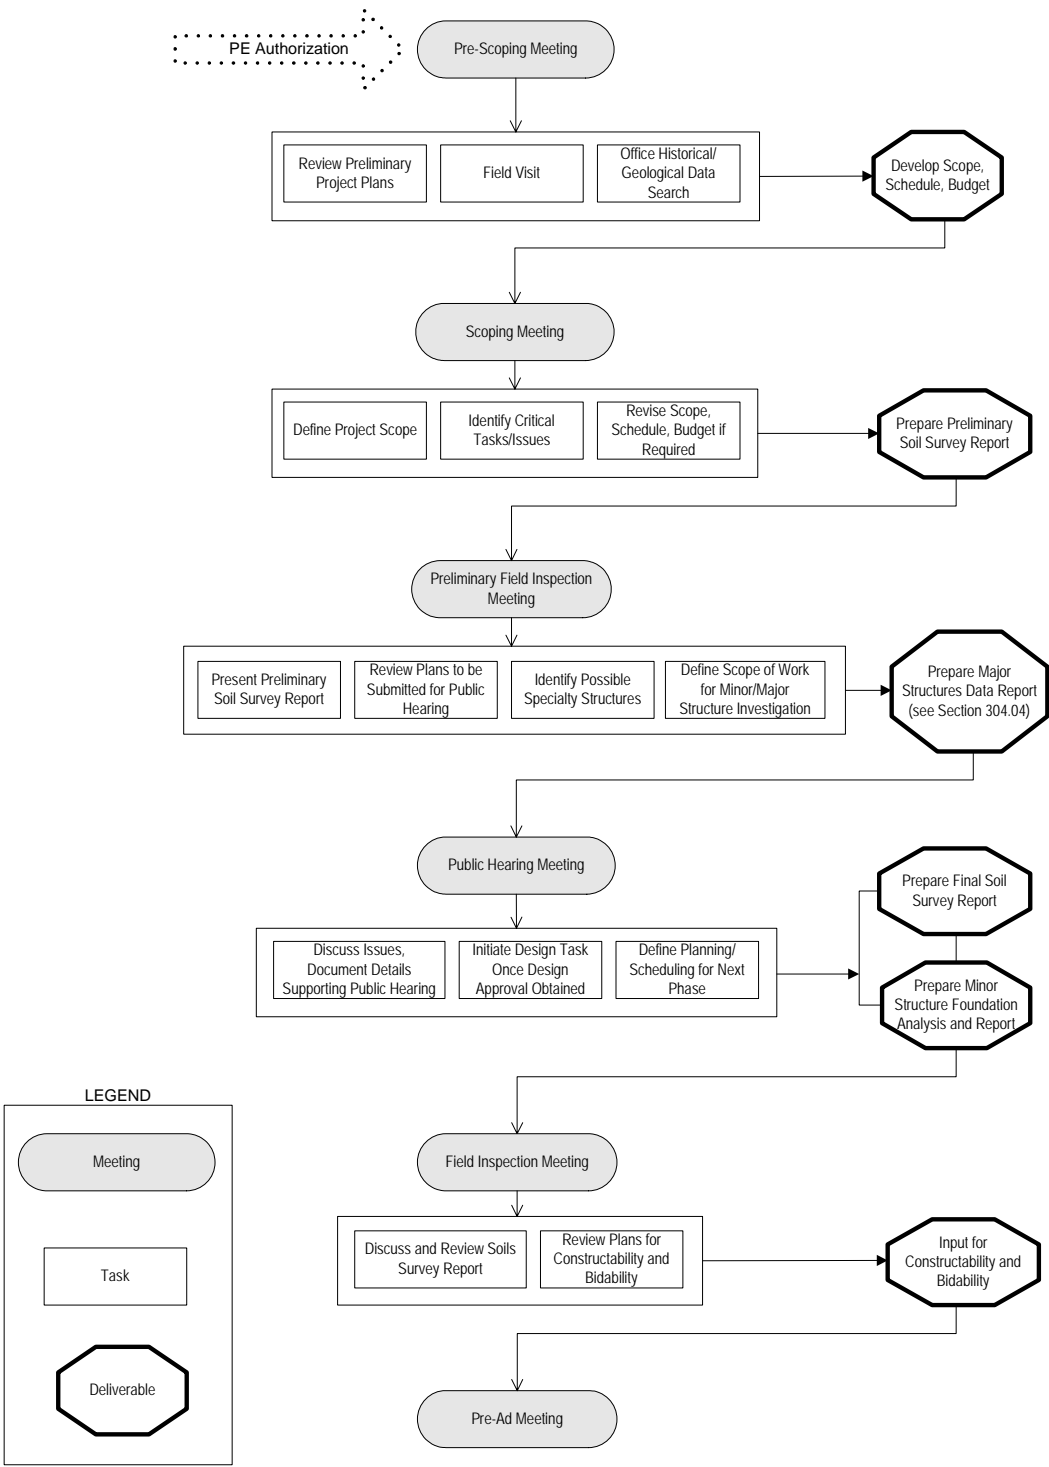 PE Authorization
Pre-Scoping Meeting
Review Preliminary
Project Plans
Field Visit
Office Historical/
Geological Data
Search
Develop Scope,
Schedule, Budget
Scoping Meeting
Define Project Scope
Identify Critical
Tasks/Issues
Revise Scope,
Schedule, Budget if
Required
Prepare Preliminary
Soil Survey Report
Preliminary Field Inspection
Meeting
Present Preliminary
Soil Survey Report
Review Plans to be
Submitted for Public
Hearing
Identify Possible
Specialty Structures
Define Scope of Work
for Minor/Major
Structure Investigation
Prepare Major
Structures Data Report
(see Section 304.04)
Public Hearing Meeting
Discuss Issues,
Document Details
Supporting Public Hearing
Initiate Design Task
Once Design
Approval Obtained
Define Planning/
Scheduling for Next
Phase
Prepare Final Soil
Survey Report
Prepare Minor
Structure Foundation
Analysis and Report
Field Inspection Meeting
Discuss and Review Soils
Survey Report
Review Plans for
Constructability and
Bidability
Input for
Constructability and
Bidability
Pre-Ad Meeting
LEGEND
Meeting
Task
Deliverable